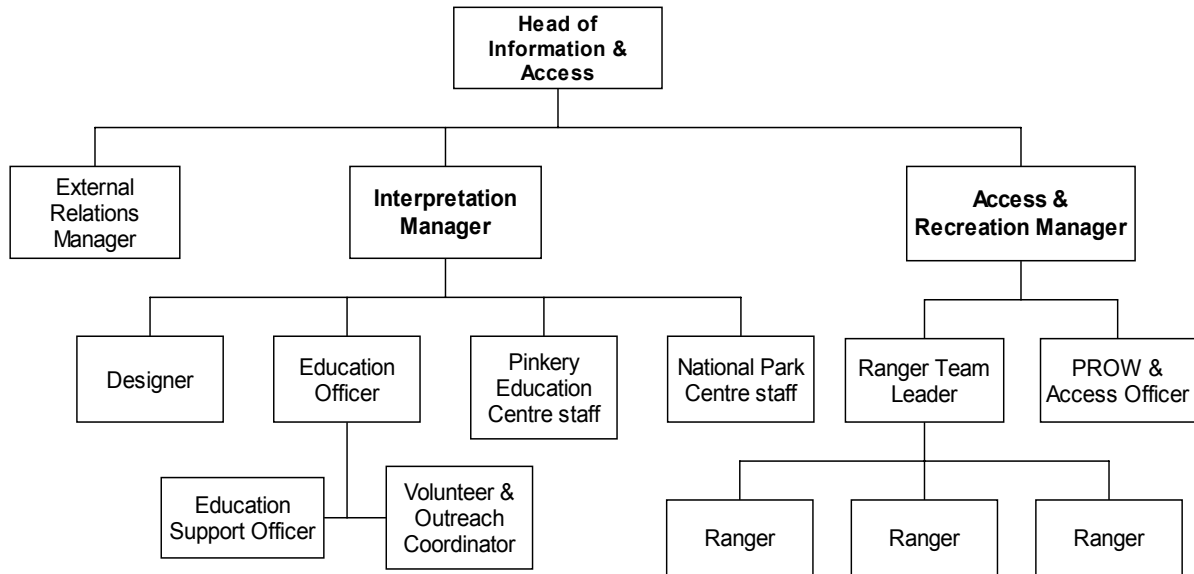 Head of
Information &
Access
External
Relations
Manager
Interpretation
Manager
Access &
Recreation Manager
Designer
Education
Officer
Pinkery
Education
Centre staff
National Park
Centre staff
Ranger Team
Leader
PROW &
Access Officer
Education
Support Officer
Volunteer &
Outreach
Coordinator
Ranger
Ranger
Ranger